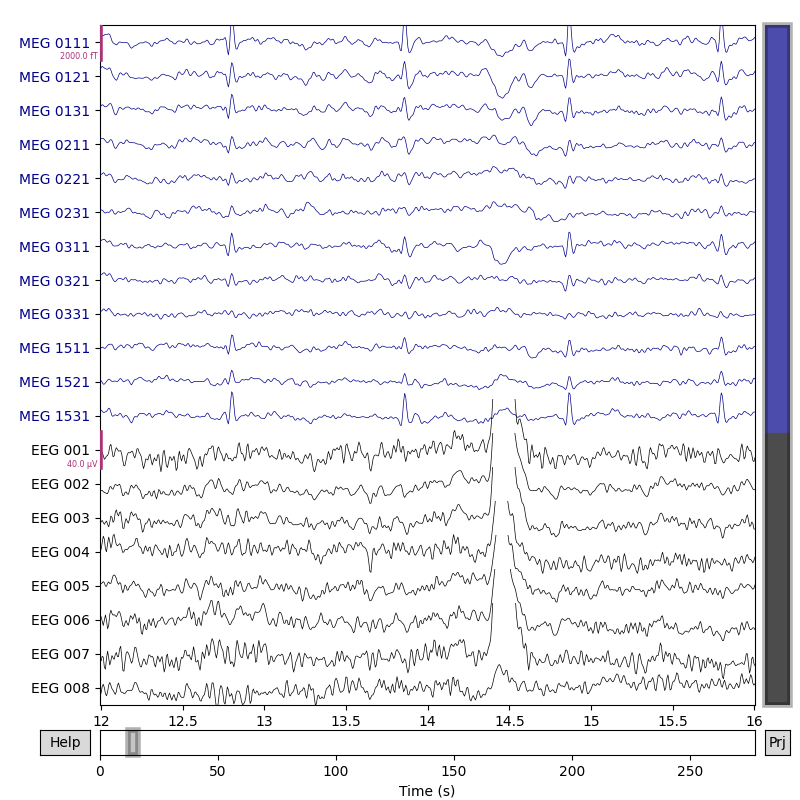 MEG 0111
2000.0 fT
MEG 0121
MEG 0131
MEG 0211
MEG 0221
MEG 0231
MEG 0311
MEG 0321
MEG 0331
MEG 1511
MEG 1521
MEG 1531
EEG 001
40.0 µV
EEG 002
EEG 003
EEG 004
EEG 005
EEG 006
EEG 007
EEG 008
12 12.5 13 13.5 14 14.5 15 15.5 16
Help
Prj
0 50 100 150 200 250
Time (s)